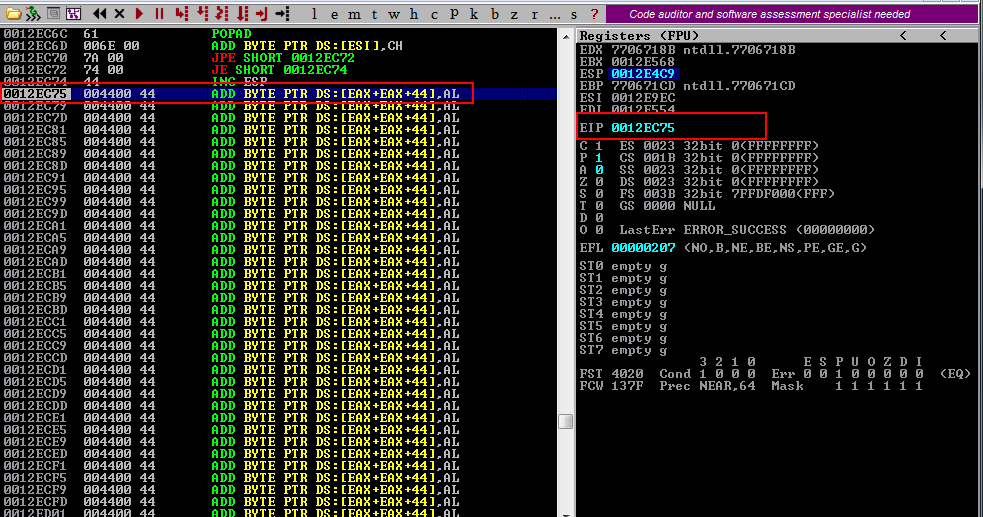 l e m t w h c p k b z r ... s ? Code auditor and software assessment specialist needed
0012EC6C 61 POPAD
0012EC6D 006E 00 ADD BYTE PTR DS:[ESI],CH
0012EC70 7A 00 JPE SHORT 0012EC72
0012EC72 74 00 JE SHORT 0012EC74
0012EC74 44 INC ESP
0012EC75 004400 44 ADD BYTE PTR DS:[EAX+EAX+44],AL
0012EC79 004400 44 ADD BYTE PTR DS:[EAX+EAX+44],AL
0012EC7D 004400 44 ADD BYTE PTR DS:[EAX+EAX+44],AL
0012EC81 004400 44 ADD BYTE PTR DS:[EAX+EAX+44],AL
0012EC85 004400 44 ADD BYTE PTR DS:[EAX+EAX+44],AL
0012EC89 004400 44 ADD BYTE PTR DS:[EAX+EAX+44],AL
0012EC8D 004400 44 ADD BYTE PTR DS:[EAX+EAX+44],AL
0012EC91 004400 44 ADD BYTE PTR DS:[EAX+EAX+44],AL
0012EC95 004400 44 ADD BYTE PTR DS:[EAX+EAX+44],AL
0012EC99 004400 44 ADD BYTE PTR DS:[EAX+EAX+44],AL
0012EC9D 004400 44 ADD BYTE PTR DS:[EAX+EAX+44],AL
0012ECA1 004400 44 ADD BYTE PTR DS:[EAX+EAX+44],AL
0012ECA5 004400 44 ADD BYTE PTR DS:[EAX+EAX+44],AL
0012ECA9 004400 44 ADD BYTE PTR DS:[EAX+EAX+44],AL
0012ECAD 004400 44 ADD BYTE PTR DS:[EAX+EAX+44],AL
0012ECB1 004400 44 ADD BYTE PTR DS:[EAX+EAX+44],AL
0012ECB5 004400 44 ADD BYTE PTR DS:[EAX+EAX+44],AL
0012ECB9 004400 44 ADD BYTE PTR DS:[EAX+EAX+44],AL
0012ECBD 004400 44 ADD BYTE PTR DS:[EAX+EAX+44],AL
0012ECC1 004400 44 ADD BYTE PTR DS:[EAX+EAX+44],AL
0012ECC5 004400 44 ADD BYTE PTR DS:[EAX+EAX+44],AL
0012ECC9 004400 44 ADD BYTE PTR DS:[EAX+EAX+44],AL
0012ECCD 004400 44 ADD BYTE PTR DS:[EAX+EAX+44],AL
0012ECD1 004400 44 ADD BYTE PTR DS:[EAX+EAX+44],AL
0012ECD5 004400 44 ADD BYTE PTR DS:[EAX+EAX+44],AL
0012ECD9 004400 44 ADD BYTE PTR DS:[EAX+EAX+44],AL
0012ECDD 004400 44 ADD BYTE PTR DS:[EAX+EAX+44],AL
0012ECE1 004400 44 ADD BYTE PTR DS:[EAX+EAX+44],AL
0012ECE5 004400 44 ADD BYTE PTR DS:[EAX+EAX+44],AL
0012ECE9 004400 44 ADD BYTE PTR DS:[EAX+EAX+44],AL
0012ECED 004400 44 ADD BYTE PTR DS:[EAX+EAX+44],AL
0012ECF1 004400 44 ADD BYTE PTR DS:[EAX+EAX+44],AL
0012ECF5 004400 44 ADD BYTE PTR DS:[EAX+EAX+44],AL
0012ECF9 004400 44 ADD BYTE PTR DS:[EAX+EAX+44],AL
0012ECFD 004400 44 ADD BYTE PTR DS:[EAX+EAX+44],AL
0012ED01 004400 44 ADD BYTE PTR DS:[EAX+EAX+44],AL
Registers (FPU) < <
EDX 7706718B ntdll.7706718B
EBX 0012E568
ESP 0012E4C9
EBP 770671CD ntdll.770671CD
ESI 0012E9EC
EDI 0012E554
EIP 0012EC75
C 1 ES 0023 32bit 0(FFFFFFFF)
P 1 CS 001B 32bit 0(FFFFFFFF)
A 0 SS 0023 32bit 0(FFFFFFFF)
Z 0 DS 0023 32bit 0(FFFFFFFF)
S 0 FS 003B 32bit 7FFDF000(FFF)
T 0 GS 0000 NULL
D 0
O 0 LastErr ERROR_SUCCESS (00000000)
EFL 00000207 (NO,B,NE,BE,NS,PE,GE,G)
ST0 empty g
ST1 empty g
ST2 empty g
ST3 empty g
ST4 empty g
ST5 empty g
ST6 empty g
ST7 empty g
3 2 1 0 E S P U O Z D I
FST 4020 Cond 1 0 0 0 Err 0 0 1 0 0 0 0 0 (EQ)
FCW 137F Prec NEAR,64 Mask 1 1 1 1 1 1